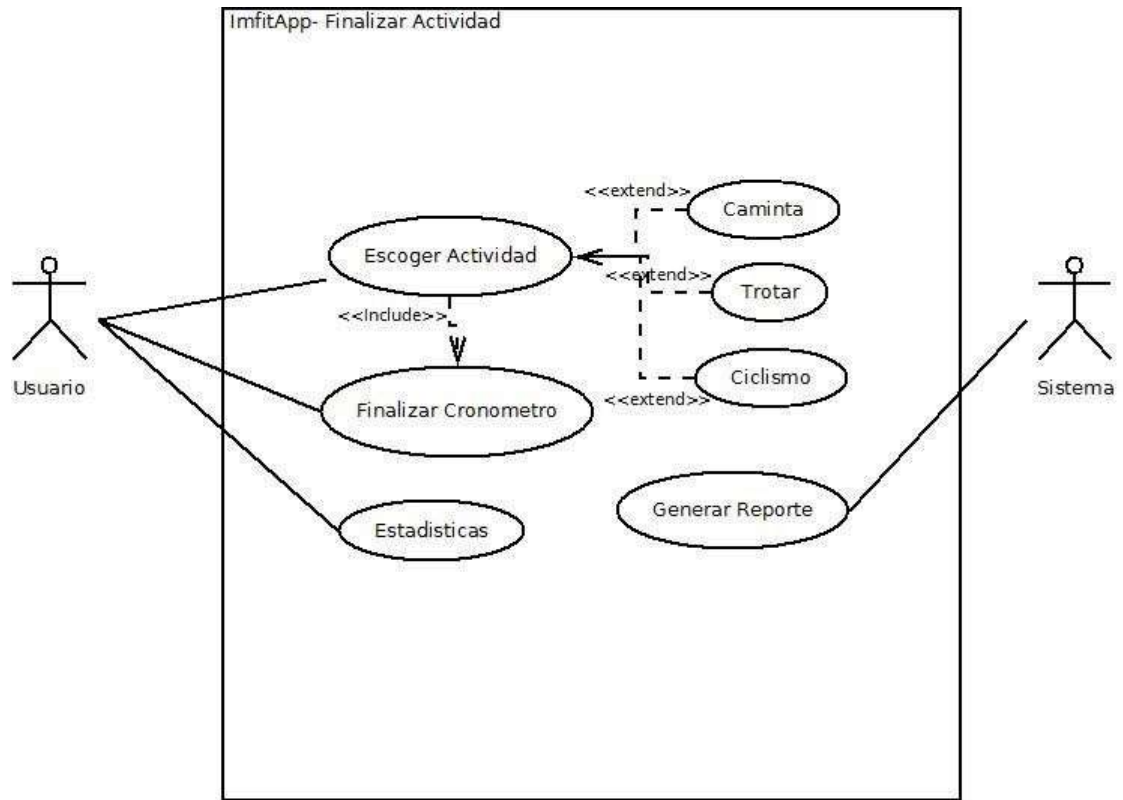 ImfitApp- Finalizar Actividad
<<extend>>
Caminta
Escoger Actividad
<<extend>>
Trotar
<<Include>>
Ciclismo
<<extend>>
Usuario
Sistema
Finalizar Cronometro
Generar Reporte
Estadisticas